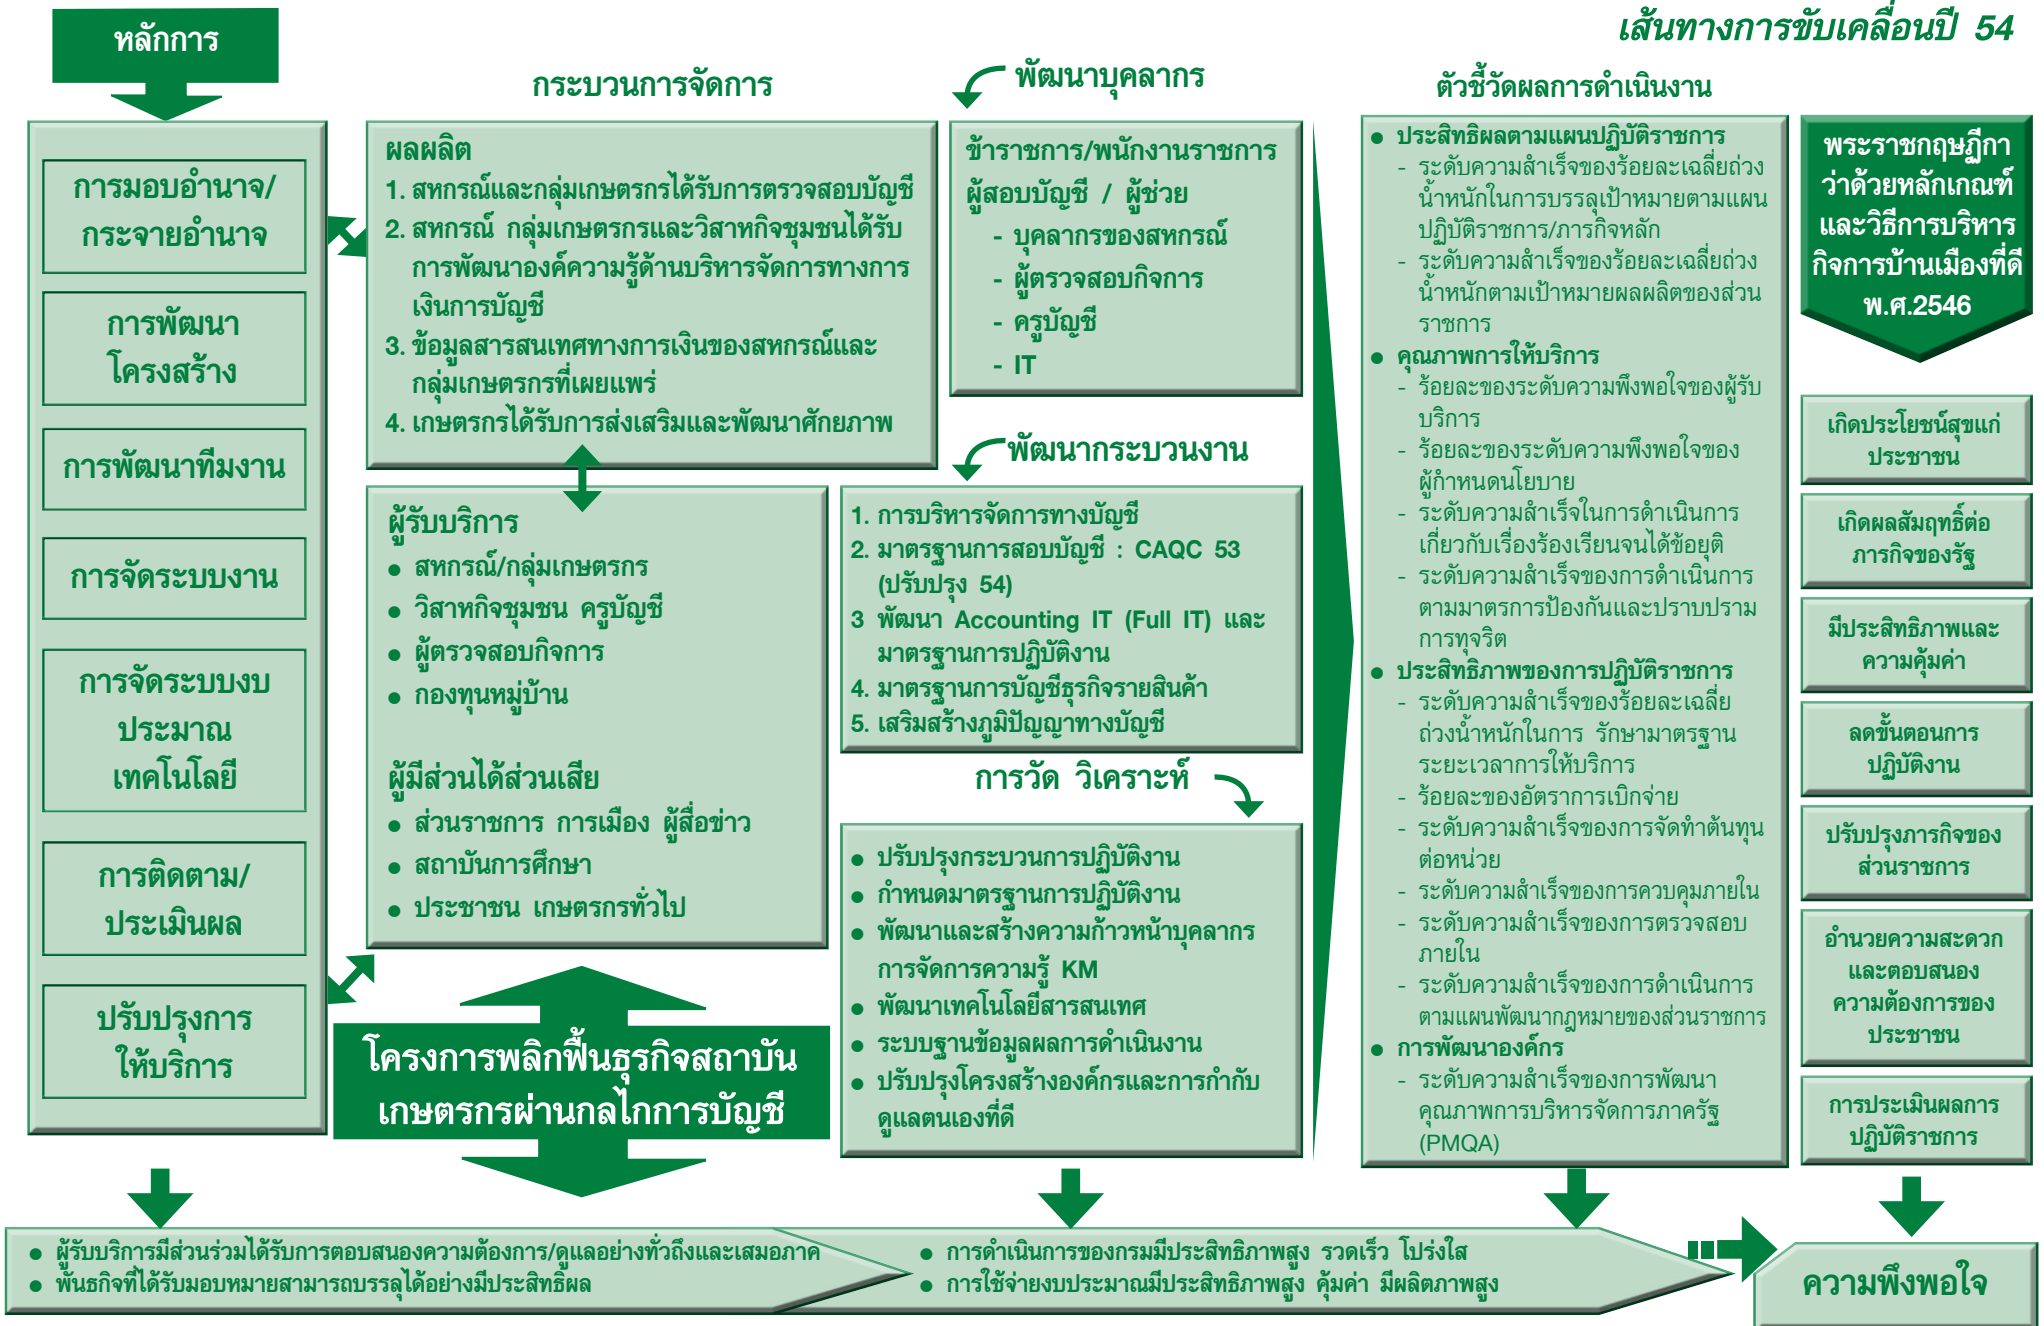 เส้นทางการขับเคลื่อนปี 54
หลักการ
การมอบอำนาจ/
กระจายอำนาจ
การพัฒนา
โครงสร้าง
การพัฒนาทีมงาน
การจัดระบบงาน
การจัดระบบงบ
ประมาณ
เทคโนโลยี
การติดตาม/
ประเมินผล
ปรับปรุงการ
ให้บริการ
กระบวนการจัดการ
ผลผลิต
1. สหกรณ์และกลุ่มเกษตรกรได้รับการตรวจสอบบัญชี
2. สหกรณ์ กลุ่มเกษตรกรและวิสาหกิจชุมชนได้รับ
การพัฒนาองค์ความรู้ด้านบริหารจัดการทางการ
เงินการบัญชี
3. ข้อมูลสารสนเทศทางการเงินของสหกรณ์และ
กลุ่มเกษตรกรที่เผยแพร่
4. เกษตรกรได้รับการส่งเสริมและพัฒนาศักยภาพ
ผู้รับบริการ
● สหกรณ์/กลุ่มเกษตรกร
● วิสาหกิจชุมชน ครูบัญชี
● ผู้ตรวจสอบกิจการ
● กองทุนหมู่บ้าน
ผู้มีส่วนได้ส่วนเสีย
● ส่วนราชการ การเมือง ผู้สื่อข่าว
● สถาบันการศึกษา
● ประชาชน เกษตรกรทั่วไป
โครงการพลิกฟื้นธุรกิจสถาบัน
เกษตรกรผ่านกลไกการบัญชี
พัฒนาบุคลากร
ข้าราชการ/พนักงานราชการ
ผู้สอบบัญชี / ผู้ช่วย
- บุคลากรของสหกรณ์
- ผู้ตรวจสอบกิจการ
- ครูบัญชี
- IT
พัฒนากระบวนงาน
1. การบริหารจัดการทางบัญชี
2. มาตรฐานการสอบบัญชี : CAQC 53
(ปรับปรุง 54)
3 พัฒนา Accounting IT (Full IT) และ
มาตรฐานการปฏิบัติงาน
4. มาตรฐานการบัญชีธุรกิจรายสินค้า
5. เสริมสร้างภูมิปัญญาทางบัญชี
การวัด วิเคราะห์
● ปรับปรุงกระบวนการปฏิบัติงาน
● กำหนดมาตรฐานการปฏิบัติงาน
● พัฒนาและสร้างความก้าวหน้าบุคลากร
การจัดการความรู้ KM
● พัฒนาเทคโนโลยีสารสนเทศ
● ระบบฐานข้อมูลผลการดำเนินงาน
● ปรับปรุงโครงสร้างองค์กรและการกำกับ
ดูแลตนเองที่ดี
ตัวชี้วัดผลการดำเนินงาน
● ประสิทธิผลตามแผนปฏิบัติราชการ
- ระดับความสำเร็จของร้อยละเฉลี่ยถ่วง
น้ำหนักในการบรรลุเป้าหมายตามแผน
ปฏิบัติราชการ/ภารกิจหลัก
- ระดับความสำเร็จของร้อยละเฉลี่ยถ่วง
น้ำหนักตามเป้าหมายผลผลิตของส่วน
ราชการ
● คุณภาพการให้บริการ
- ร้อยละของระดับความพึงพอใจของผู้รับ
บริการ
- ร้อยละของระดับความพึงพอใจของ
ผู้กำหนดนโยบาย
- ระดับความสำเร็จในการดำเนินการ
เกี่ยวกับเรื่องร้องเรียนจนได้ข้อยุติ
- ระดับความสำเร็จของการดำเนินการ
ตามมาตรการป้องกันและปราบปราม
การทุจริต
● ประสิทธิภาพของการปฏิบัติราชการ
- ระดับความสำเร็จของร้อยละเฉลี่ย
ถ่วงน้ำหนักในการ รักษามาตรฐาน
ระยะเวลาการให้บริการ
- ร้อยละของอัตราการเบิกจ่าย
- ระดับความสำเร็จของการจัดทำต้นทุน
ต่อหน่วย
- ระดับความสำเร็จของการควบคุมภายใน
- ระดับความสำเร็จของการตรวจสอบ
ภายใน
- ระดับความสำเร็จของการดำเนินการ
ตามแผนพัฒนากฎหมายของส่วนราชการ
● การพัฒนาองค์กร
- ระดับความสำเร็จของการพัฒนา
คุณภาพการบริหารจัดการภาครัฐ
(PMQA)
พระราชกฤษฎีกา
ว่าด้วยหลักเกณฑ์
และวิธีการบริหาร
กิจการบ้านเมืองที่ดี
พ.ศ.2546
เกิดประโยชน์สุขแก่
ประชาชน
เกิดผลสัมฤทธิ์ต่อ
ภารกิจของรัฐ
มีประสิทธิภาพและ
ความคุ้มค่า
ลดขั้นตอนการ
ปฏิบัติงาน
ปรับปรุงภารกิจของ
ส่วนราชการ
อำนวยความสะดวก
และตอบสนอง
ความต้องการของ
ประชาชน
การประเมินผลการ
ปฏิบัติราชการ
● ผู้รับบริการมีส่วนร่วมได้รับการตอบสนองความต้องการ/ดูแลอย่างทั่วถึงและเสมอภาค
● พันธกิจที่ได้รับมอบหมายสามารถบรรลุได้อย่างมีประสิทธิผล
● การดำเนินการของกรมมีประสิทธิภาพสูง รวดเร็ว โปร่งใส
● การใช้จ่ายงบประมาณมีประสิทธิภาพสูง คุ้มค่า มีผลิตภาพสูง
ความพึงพอใจ